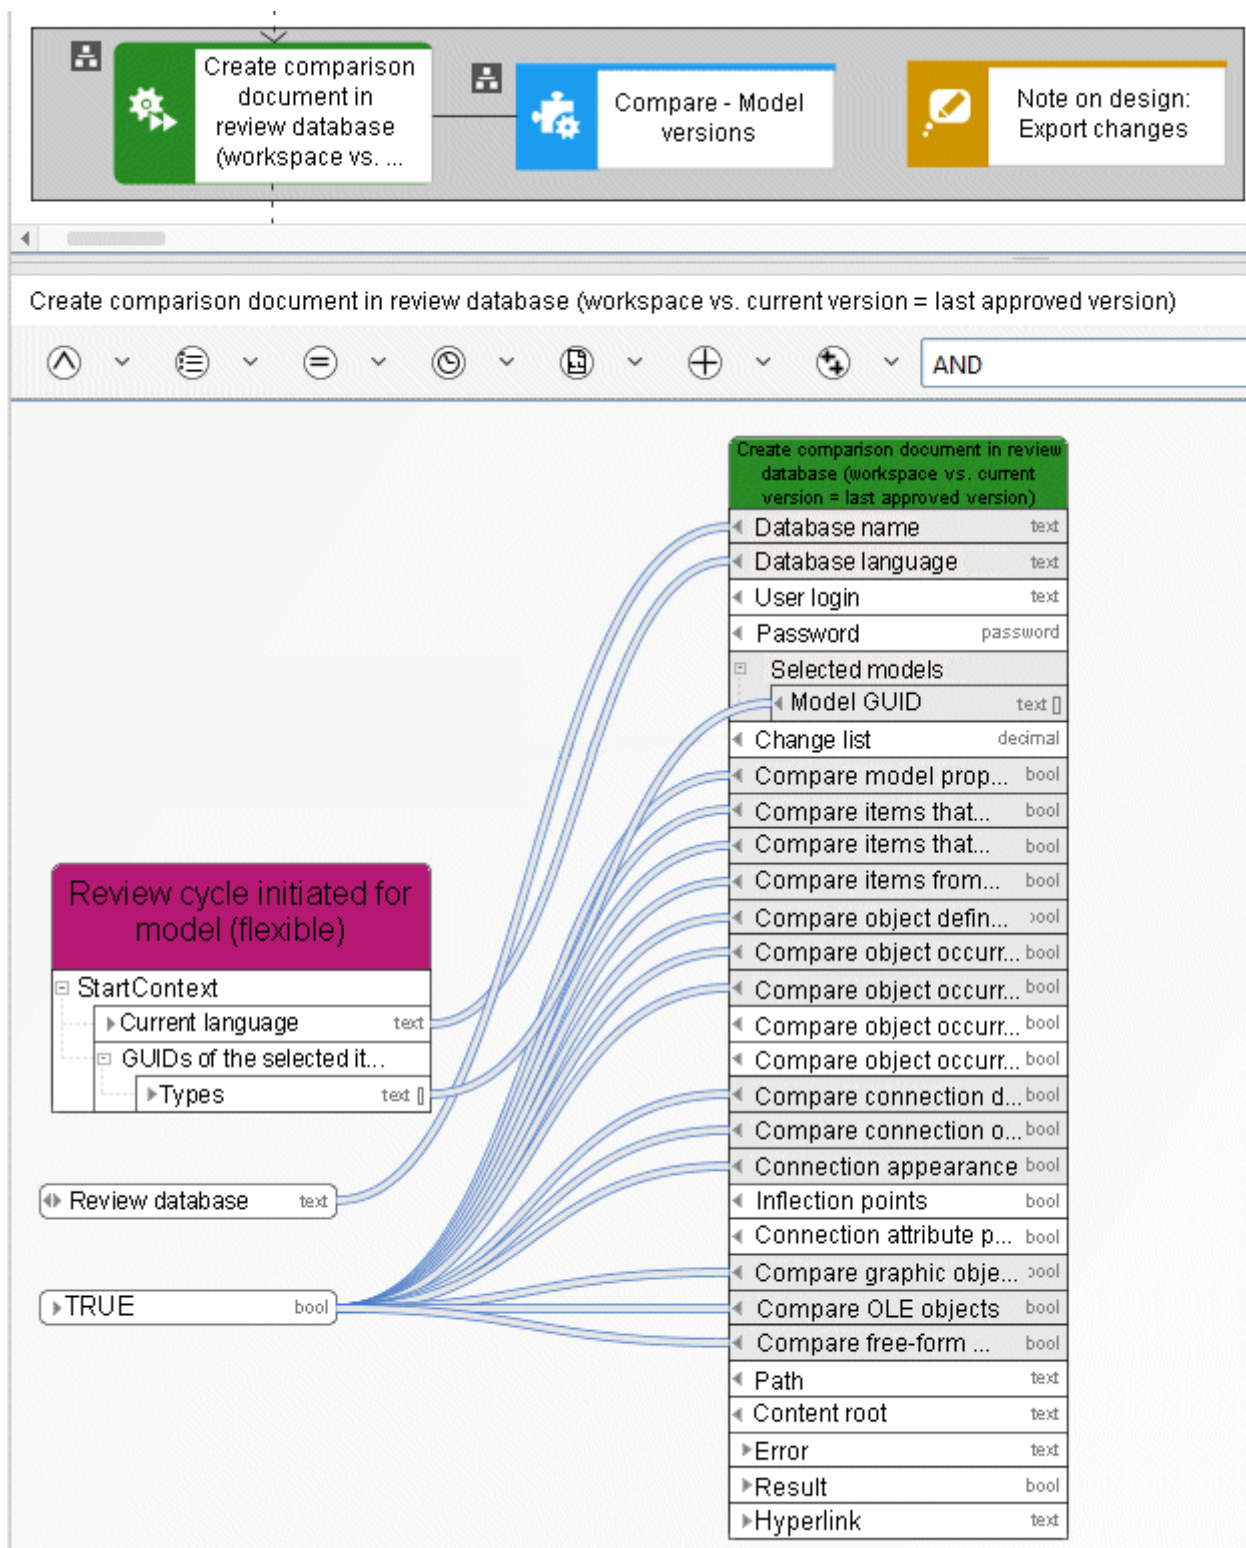 Create comparison
document in
review database
(workspace vs. ...
Compare - Model
versions
Note on design:
Export changes
Create comparison document in review database (workspace vs. current version = last approved version)
AND
Create comparison document in review
database (workspace vs. current
version = last approved version)
Database name text
Database language text
User login text
Password password
Selected models
Model GUID text []
Change list decimal
Compare model prop... bool
Compare items that... bool
Compare items that... bool
Compare items from... bool
Compare object defin... bool
Compare object occurr... bool
Compare object occurr... bool
Compare object occurr... bool
Compare object occurr... bool
Compare connection d... bool
Compare connection o... bool
Connection appearance bool
Inflection points bool
Connection attribute p... bool
Compare graphic obje... bool
Compare OLE objects bool
Compare free-form ... bool
Path text
Content root text
Error text
Result bool
Hyperlink text
Review cycle initiated for
model (flexible)
StartContext
Current language text
GUIDs of the selected it...
Types text []
Review database text
TRUE bool